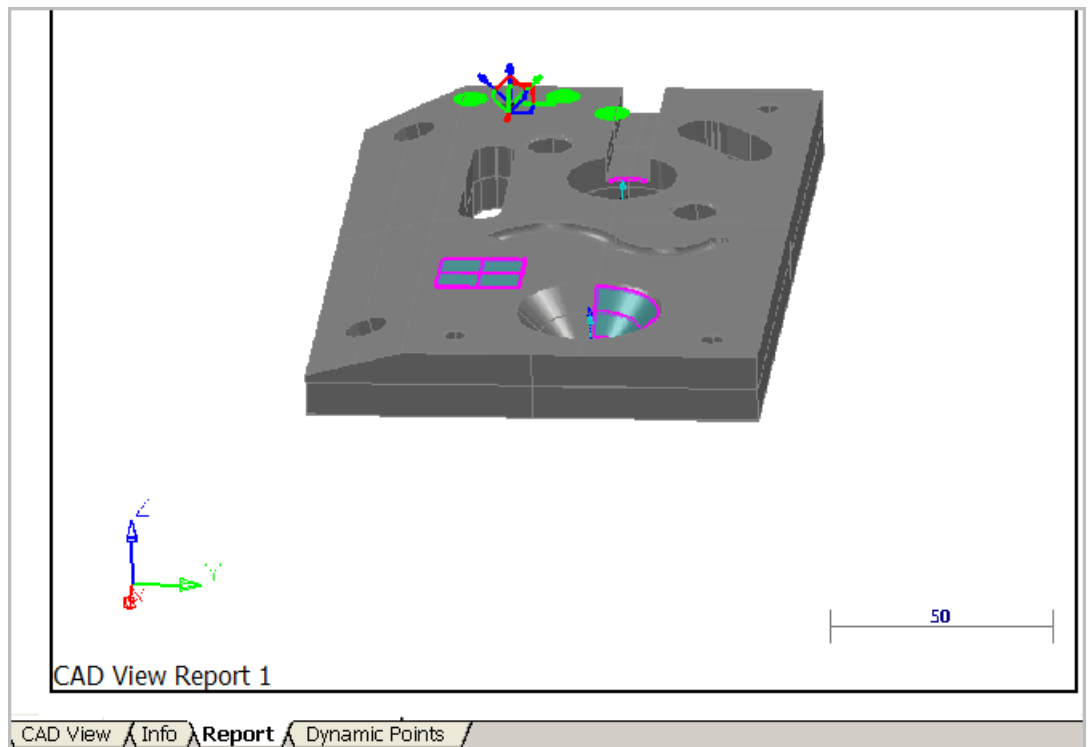 Z
Y
X
50
CAD View Report 1
CAD View Info Report Dynamic Points